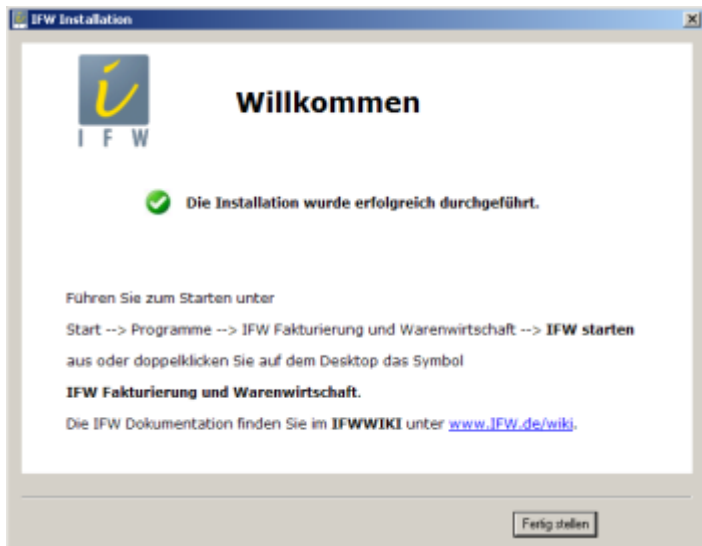 IFW Installation
IFW
Willkommen
Die Installation wurde erfolgreich durchgeführt.
Führen Sie zum Starten unter
Start --> Programme --> IFW Fakturierung und Warenwirtschaft --> IFW starten
aus oder doppelklicken Sie auf dem Desktop das Symbol
IFW Fakturierung und Warenwirtschaft.
Die IFW Dokumentation finden Sie im IFWWIKI unter www.IFW.de/wiki.
Fertig stellen